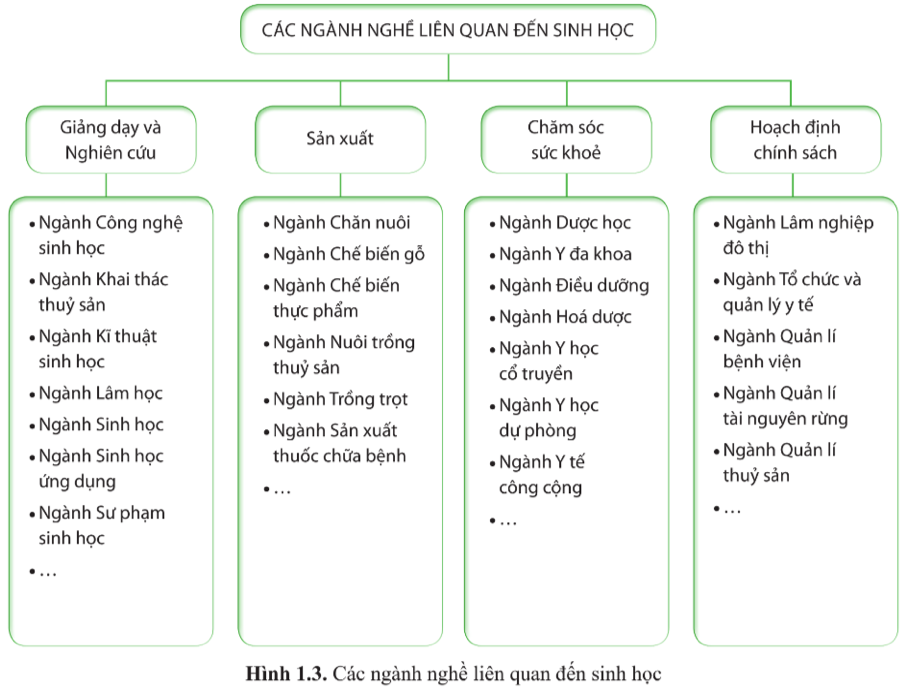 CÁC NGÀNH NGHỀ LIÊN QUAN ĐẾN SINH HỌC
Giảng dạy và
Nghiên cứu
• Ngành Công nghệ
sinh học
• Ngành Khai thác
thuỷ sản
• Ngành Kĩ thuật
sinh học
• Ngành Lâm học
• Ngành Sinh học
• Ngành Sinh học
ứng dụng
• Ngành Sư phạm
sinh học
• ...
Sản xuất
• Ngành Chăn nuôi
• Ngành Chế biến gỗ
• Ngành Chế biến
thực phẩm
• Ngành Nuôi trồng
thuỷ sản
• Ngành Trồng trọt
• Ngành Sản xuất
thuốc chữa bệnh
• ...
Chăm sóc
sức khoẻ
• Ngành Dược học
• Ngành Y đa khoa
• Ngành Điều dưỡng
• Ngành Hoá dược
• Ngành Y học
cổ truyền
• Ngành Y học
dự phòng
• Ngành Y tế
công cộng
• ...
Hoạch định
chính sách
• Ngành Lâm nghiệp
đô thị
• Ngành Tổ chức và
quản lý y tế
• Ngành Quản lí
bệnh viện
• Ngành Quản lí
tài nguyên rừng
• Ngành Quản lí
thuỷ sản
• ...
Hình 1.3. Các ngành nghề liên quan đến sinh học